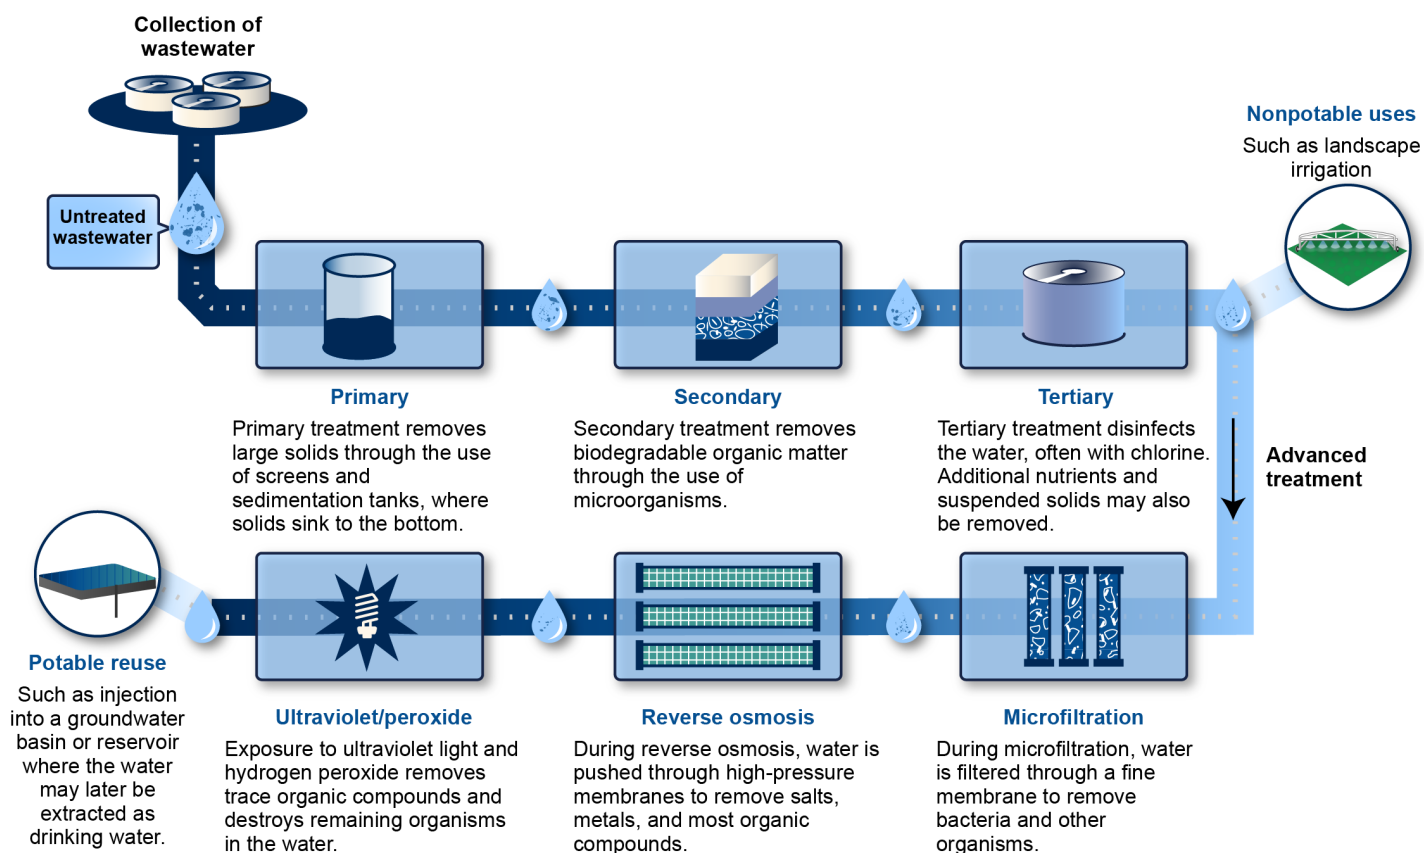 Collection of
wastewater
Untreated
wastewater
Nonpotable uses
Such as landscape
irrigation
Primary
Primary treatment removes
large solids through the use
of screens and
sedimentation tanks, where
solids sink to the bottom.
Secondary
Secondary treatment removes
biodegradable organic matter
through the use of
microorganisms.
Tertiary
Tertiary treatment disinfects
the water, often with chlorine.
Additional nutrients and
suspended solids may also
be removed.
Advanced
treatment
Microfiltration
During microfiltration, water
is filtered through a fine
membrane to remove
bacteria and other
organisms.
Reverse osmosis
During reverse osmosis, water is
pushed through high-pressure
membranes to remove salts,
metals, and most organic
compounds.
Ultraviolet/peroxide
Exposure to ultraviolet light and
hydrogen peroxide removes
trace organic compounds and
destroys remaining organisms
in the water.
Potable reuse
Such as injection
into a groundwater
basin or reservoir
where the water
may later be
extracted as
drinking water.